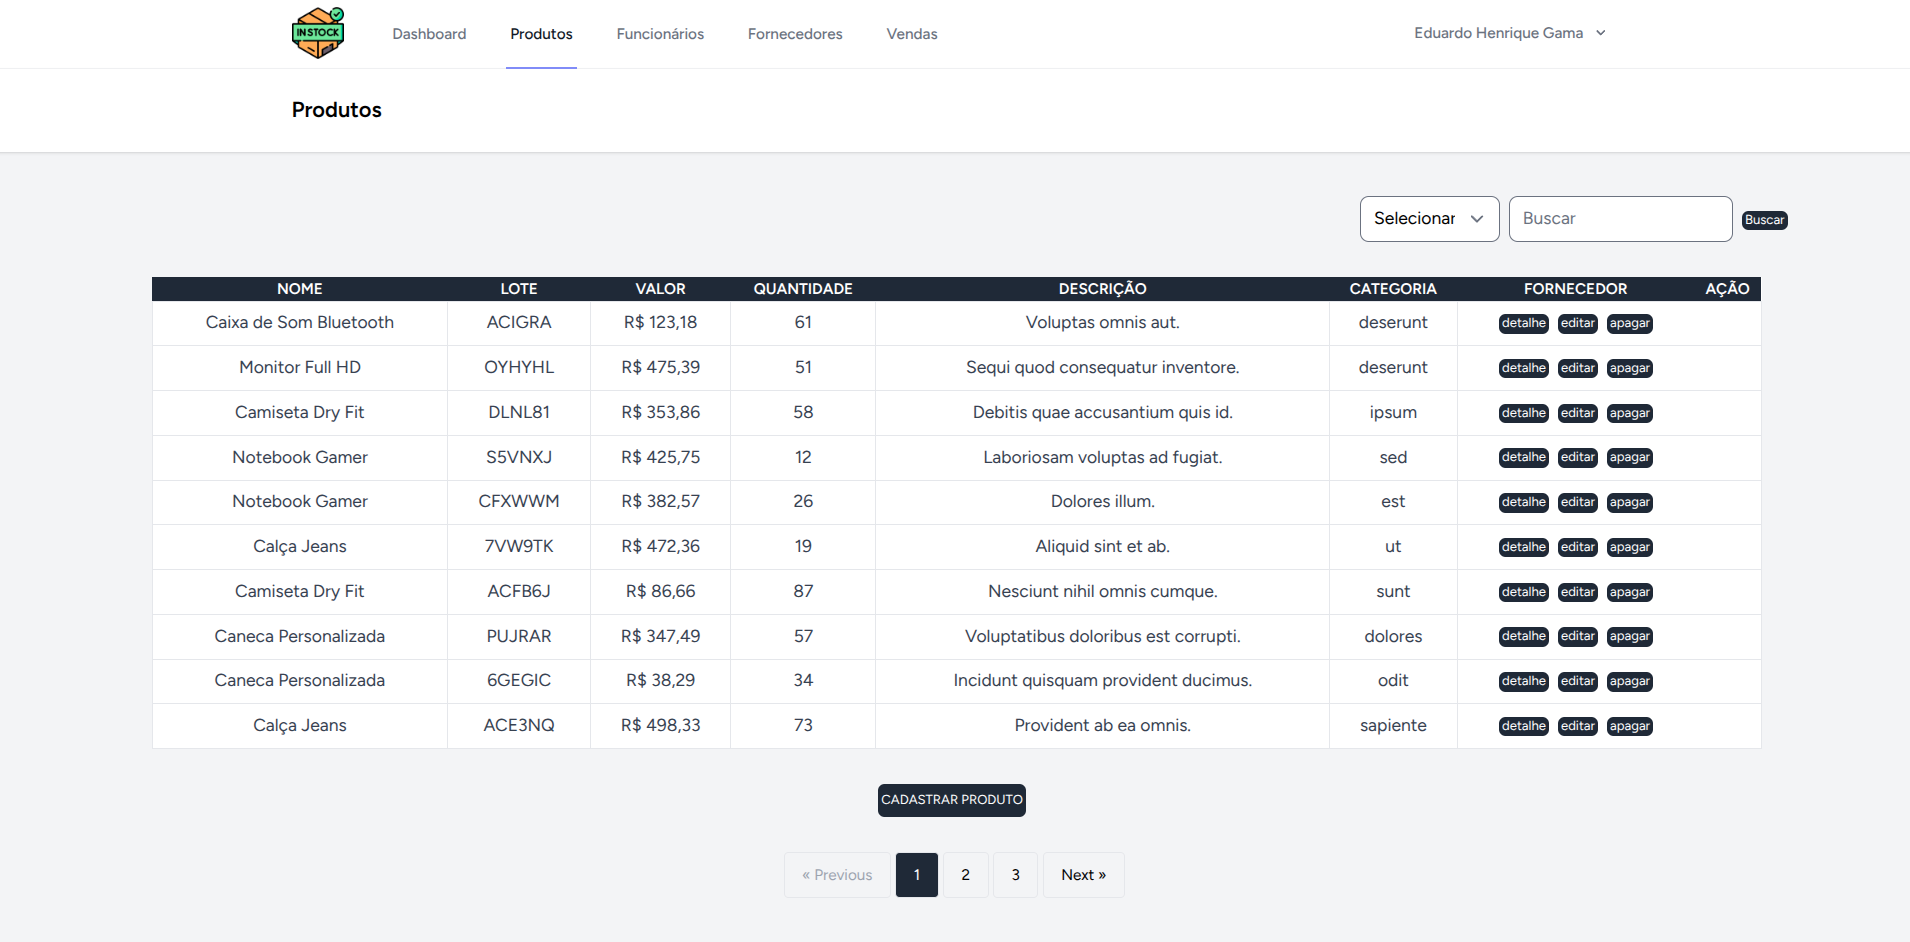 IN STOCK Dashboard Produtos Funcionários Fornecedores Vendas Eduardo Henrique Gama
Produtos
Selecionar Buscar Buscar
NOME LOTE VALOR QUANTIDADE DESCRIÇÃO CATEGORIA FORNECEDOR AÇÃO
Caixa de Som Bluetooth ACIGRA R$ 123,18 61 Voluptas omnis aut. deserunt detalhe editar apagar
Monitor Full HD OYHYHL R$ 475,39 51 Sequi quod consequatur inventore. deserunt detalhe editar apagar
Camiseta Dry Fit DLNL81 R$ 353,86 58 Debitis quae accusantium quis id. ipsum detalhe editar apagar
Notebook Gamer S5VNXJ R$ 425,75 12 Laboriosam voluptas ad fugiat. sed detalhe editar apagar
Notebook Gamer CFXWWM R$ 382,57 26 Dolores illum. est detalhe editar apagar
Calça Jeans 7VW9TK R$ 472,36 19 Aliquid sint et ab. ut detalhe editar apagar
Camiseta Dry Fit ACFB6J R$ 86,66 87 Nesciunt nihil omnis cumque. sunt detalhe editar apagar
Caneca Personalizada PUJRAR R$ 347,49 57 Voluptatibus doloribus est corrupti. dolores detalhe editar apagar
Caneca Personalizada 6GEGIC R$ 38,29 34 Incidunt quisquam provident ducimus. odit detalhe editar apagar
Calça Jeans ACE3NQ R$ 498,33 73 Provident ab ea omnis. sapiente detalhe editar apagar
CADASTRAR PRODUTO
« Previous 1 2 3 Next »